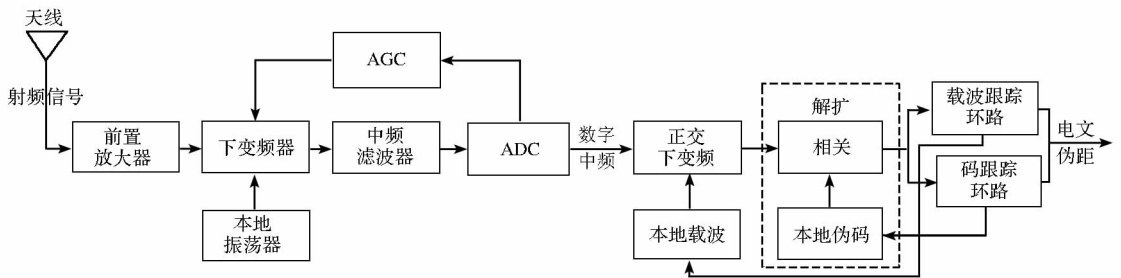 天线
射频信号
前置
放大器
下变频器
本地
振荡器
AGC
中频
滤波器
ADC
数字
中频
正交
下变频
本地载波
解扩
相关
本地伪码
载波跟踪
环路
码跟踪
环路
电文
伪距